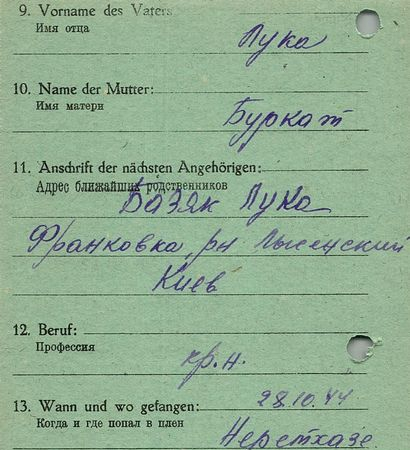 9. Vorname des Vaters
Имя отца
Лука
10. Name der Mutter:
Имя матери
Буркат
11. Anschrift der nächsten Angehörigen:
Адрес ближайших родственников
Базяк Лука
Франковка рн Лысенский
Киев
12. Beruf:
Профессия
кр.н.
13. Wann und wo gefangen:
28.10.44
Когда и где попал в плен